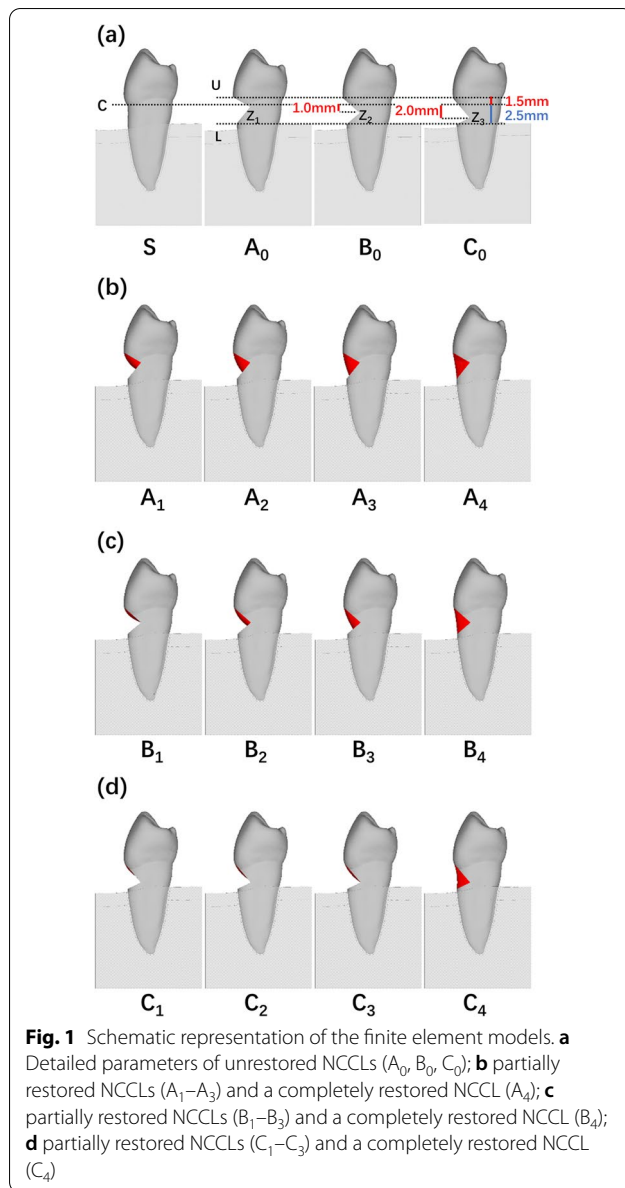 (a)
U
C
1.0mm
2.0mm
1.5mm
2.5mm
Z₁
Z₂
Z₃
L
S
A₀
B₀
C₀
(b)
A₁
A₂
A₃
A₄
(c)
B₁
B₂
B₃
B₄
(d)
C₁
C₂
C₃
C₄
Fig. 1 Schematic representation of the finite element models. a
Detailed parameters of unrestored NCCLs (A₀, B₀, C₀); b partially
restored NCCLs (A₁–A₃) and a completely restored NCCL (A₄); c
partially restored NCCLs (B₁–B₃) and a completely restored NCCL (B₄);
d partially restored NCCLs (C₁–C₃) and a completely restored NCCL
(C₄)